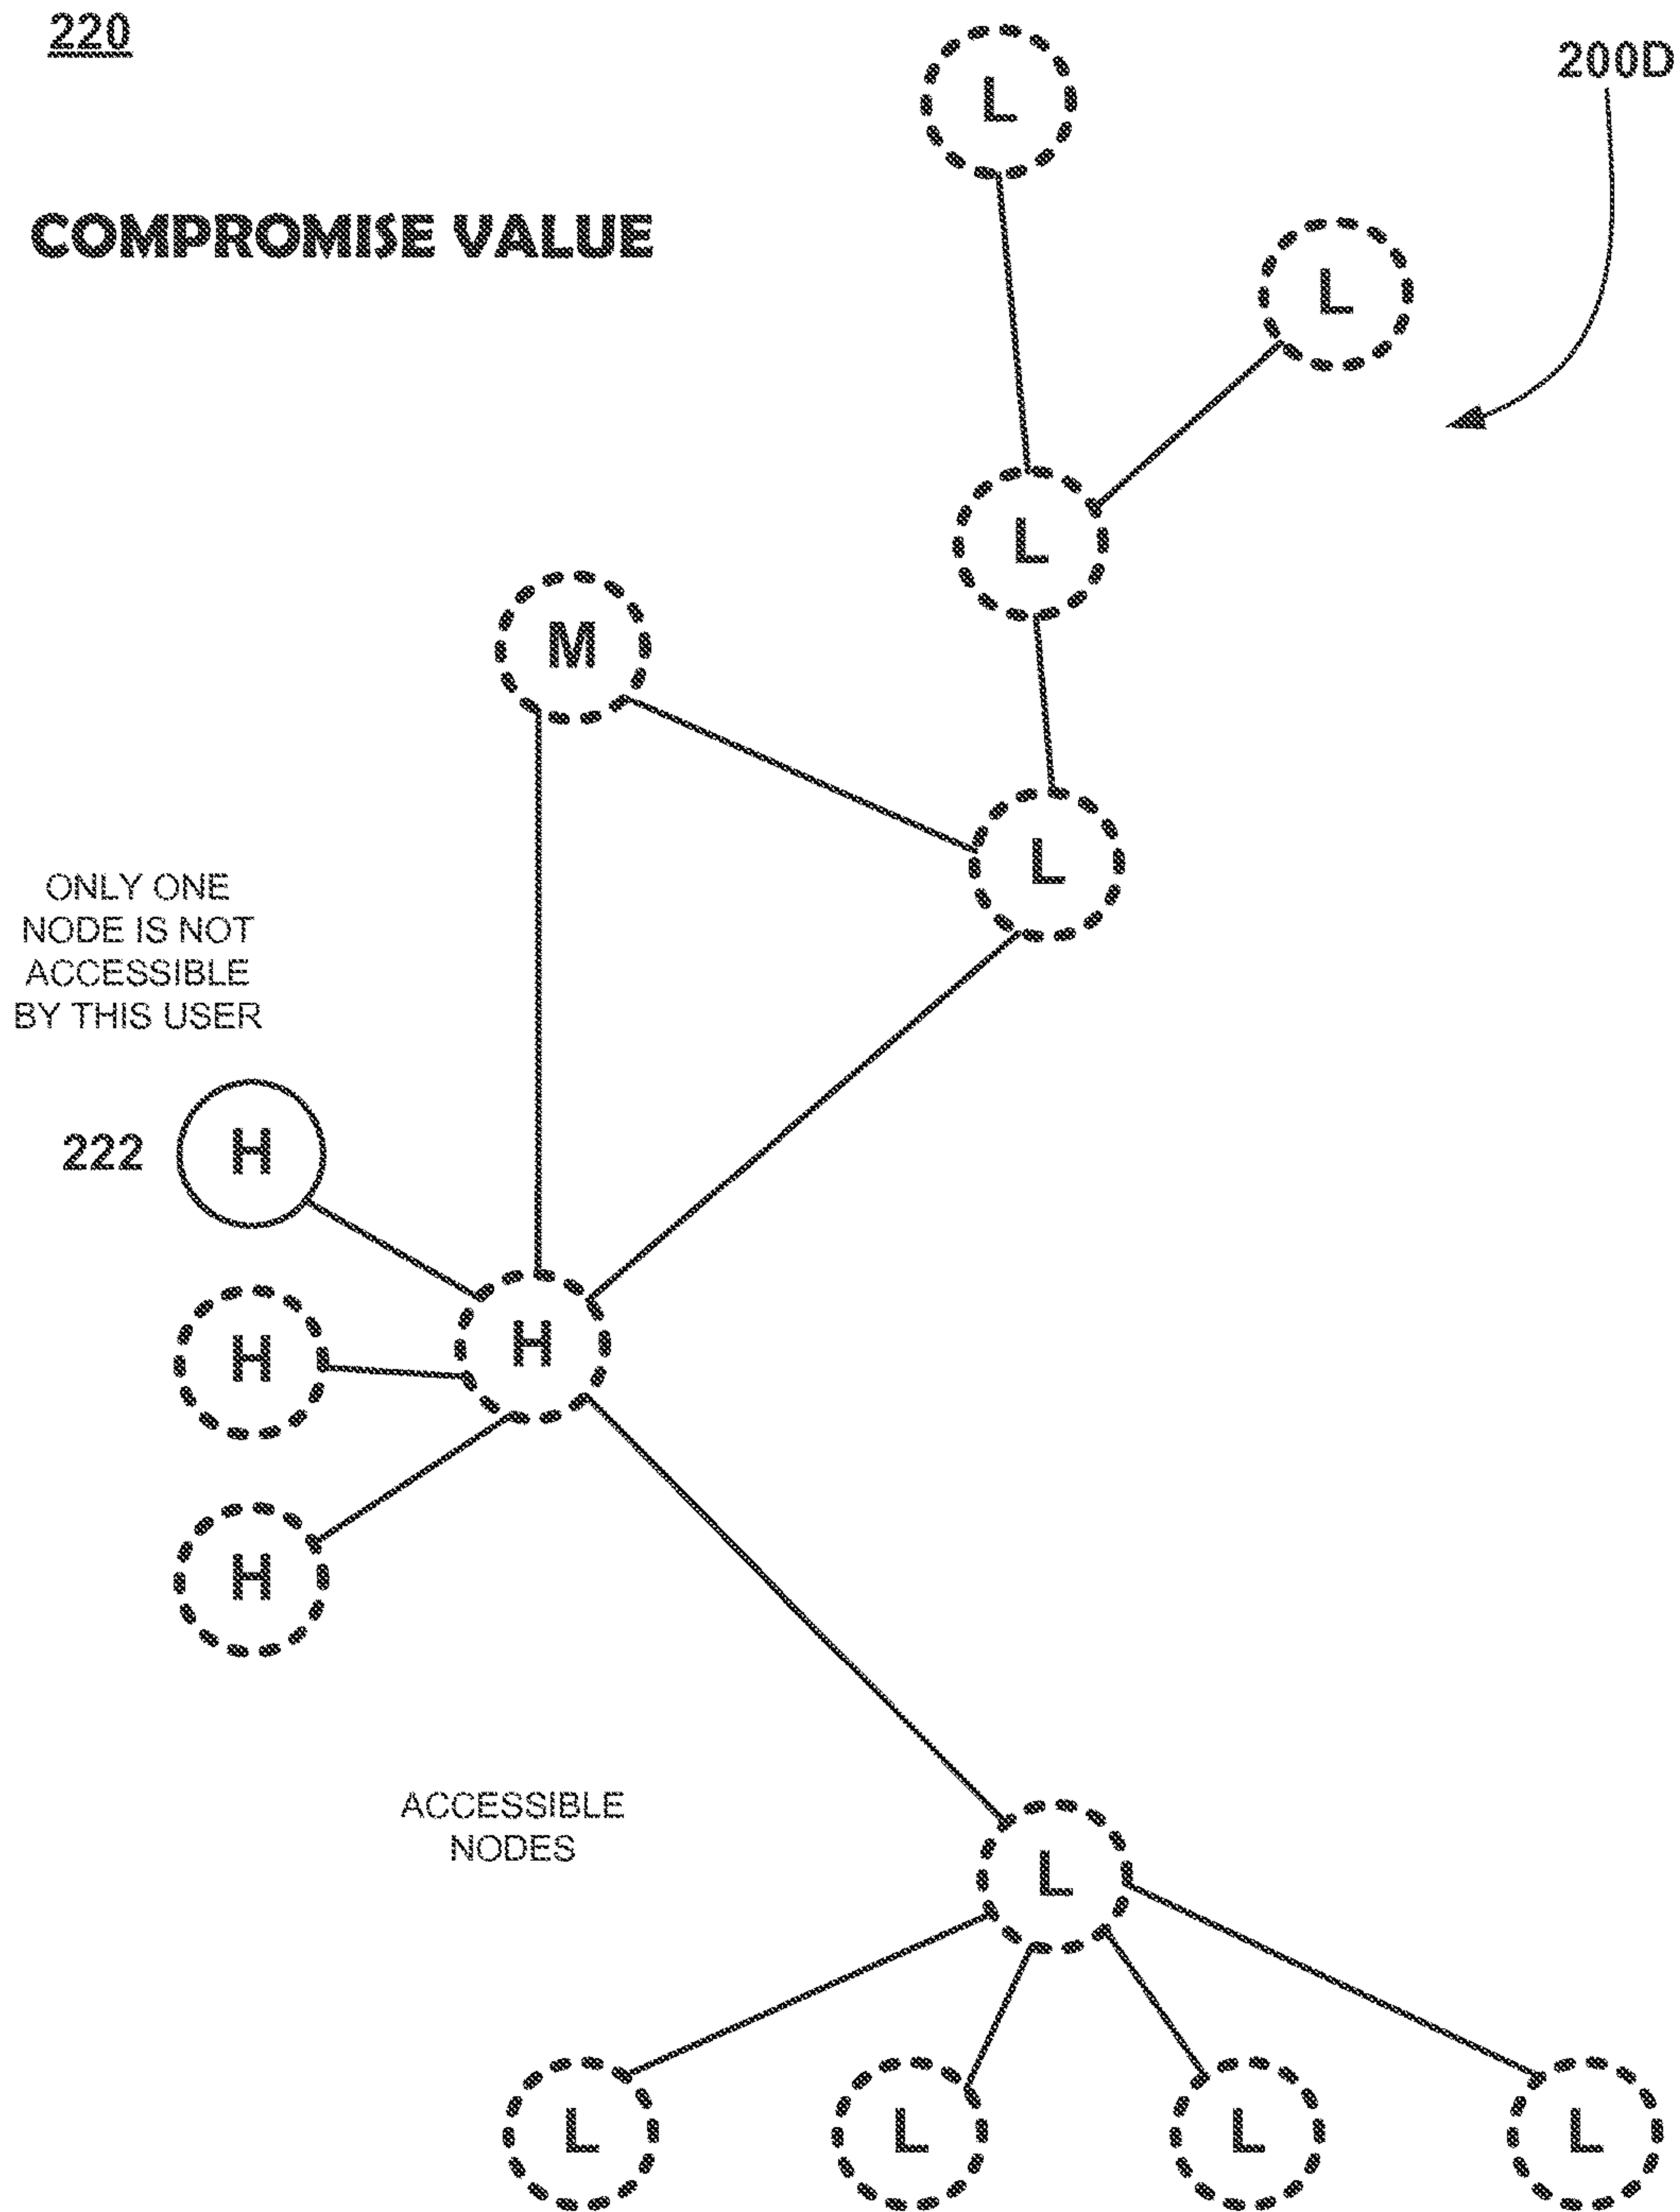 220
200D
L
COMPROMISE VALUE
L
L
M
L
ONLY ONE
NODE IS NOT
ACCESSIBLE
BY THIS USER
222
H
H
H
H
ACCESSIBLE
NODES
L
L
L
L
L